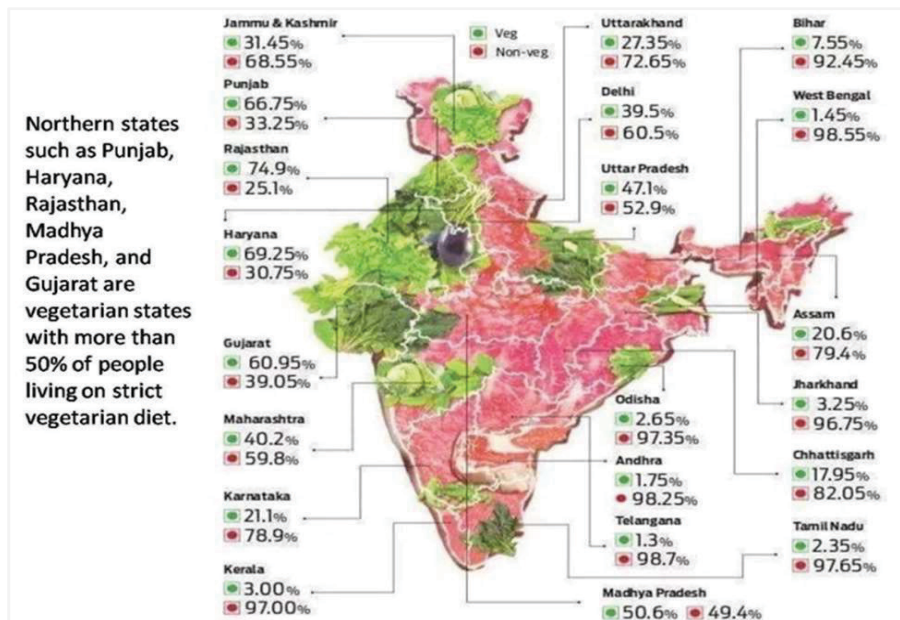 Northern states
such as Punjab,
Haryana,
Rajasthan,
Madhya
Pradesh, and
Gujarat are
vegetarian states
with more than
50% of people
living on strict
vegetarian diet.
Jammu & Kashmir
31.45%
68.55%
Punjab
66.75%
33.25%
Rajasthan
74.9%
25.1%
Haryana
69.25%
30.75%
Gujarat
60.95%
39.05%
Maharashtra
40.2%
59.8%
Karnataka
21.1%
78.9%
Kerala
3.00%
97.00%
Veg
Non-veg
Uttarakhand
27.35%
72.65%
Delhi
39.5%
60.5%
Uttar Pradesh
47.1%
52.9%
Odisha
2.65%
97.35%
Andhra
1.75%
98.25%
Telangana
1.3%
98.7%
Madhya Pradesh
50.6% 49.4%
Bihar
7.55%
92.45%
West Bengal
1.45%
98.55%
Assam
20.6%
79.4%
Jharkhand
3.25%
96.75%
Chhattisgarh
17.95%
82.05%
Tamil Nadu
2.35%
97.65%